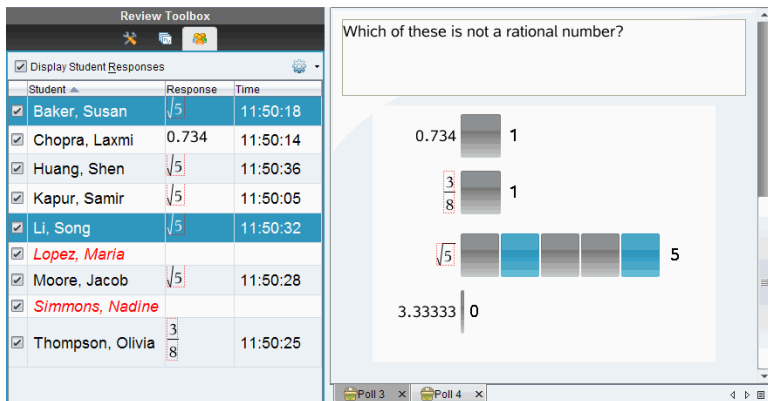 Review Toolbox
Display Student Responses
Student Response Time
Baker, Susan √5 11:50:18
Chopra, Laxmi 0.734 11:50:14
Huang, Shen √5 11:50:36
Kapur, Samir √5 11:50:05
Li, Song √5 11:50:32
Lopez, Maria
Moore, Jacob √5 11:50:28
Simmons, Nadine
Thompson, Olivia 3/8 11:50:25
Which of these is not a rational number?
0.734 1
3/8 1
√5 5
3.33333 0
Poll 3 Poll 4